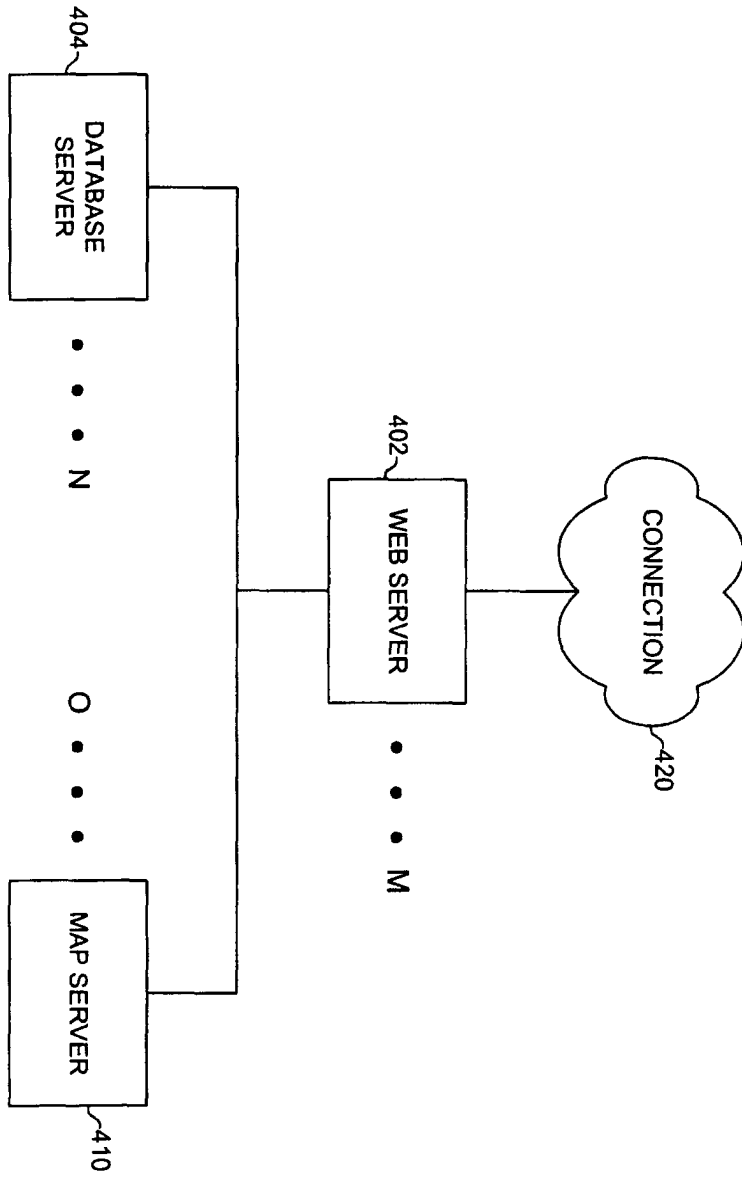 CONNECTION
420
402
WEB SERVER
M
404
DATABASE
SERVER
N
O
MAP SERVER
410